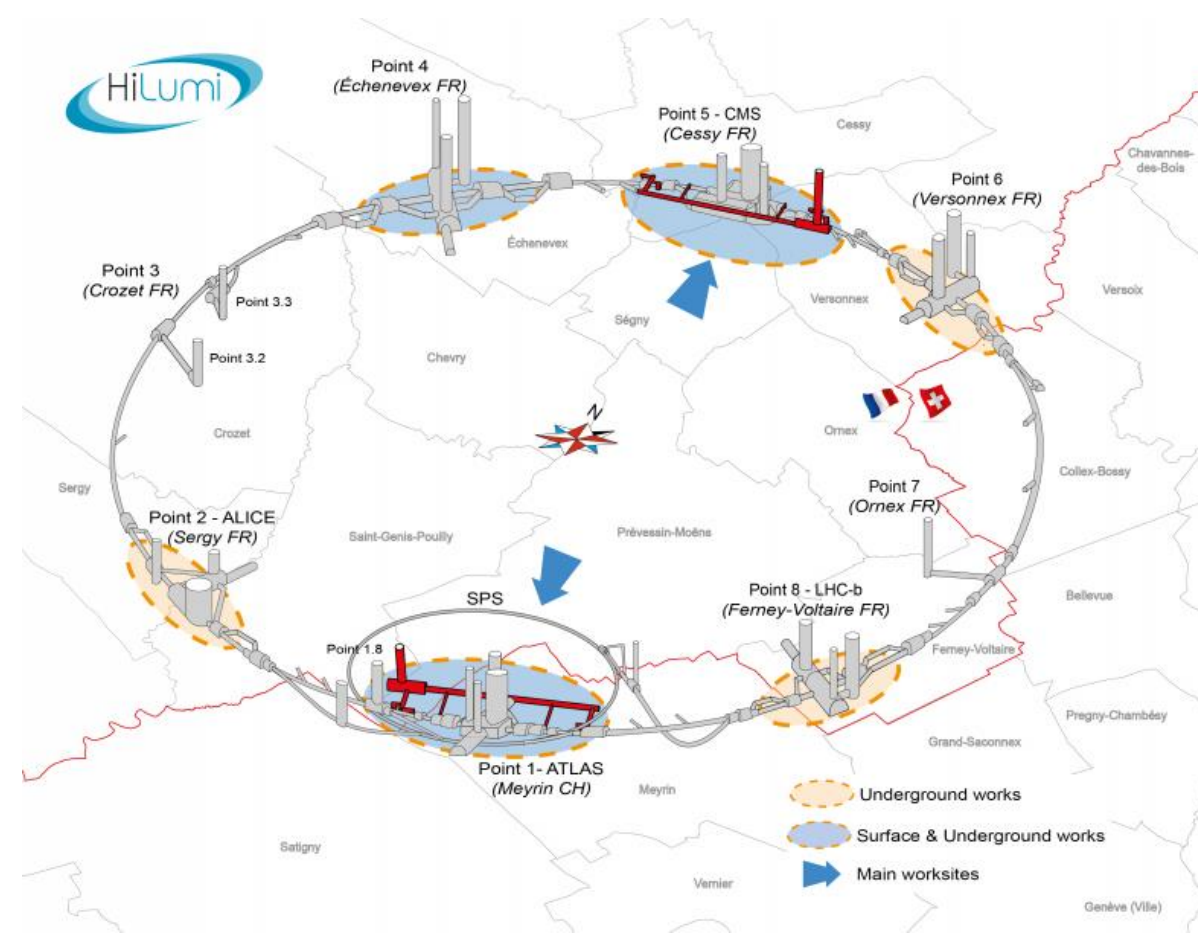 HiLumi
Point 4
(Échenevex FR)
Point 5 - CMS
(Cessy FR)
Cessy
Chavannes-
des-Bois
Point 6
(Versonnex FR)
Échenevex
Point 3
(Crozet FR)
Point 3.3
Versoix
Versonnex
Ségny
Point 3.2
Chevry
N
Crozet
Ornex
Collex-Bossy
Sergy
Point 7
(Ornex FR)
Point 2 - ALICE
(Sergy FR)
Saint-Genis-Pouilly
Prévessin-Moëns
SPS
Point 8 - LHC-b
(Ferney-Voltaire FR)
Bellevue
Point 1.8
Ferney-Voltaire
Pregny-Chambésy
Grand-Saconnex
Point 1- ATLAS
(Meyrin CH)
Meyrin
Underground works
Surface & Underground works
Satigny
Main worksites
Vernier
Genève (Ville)